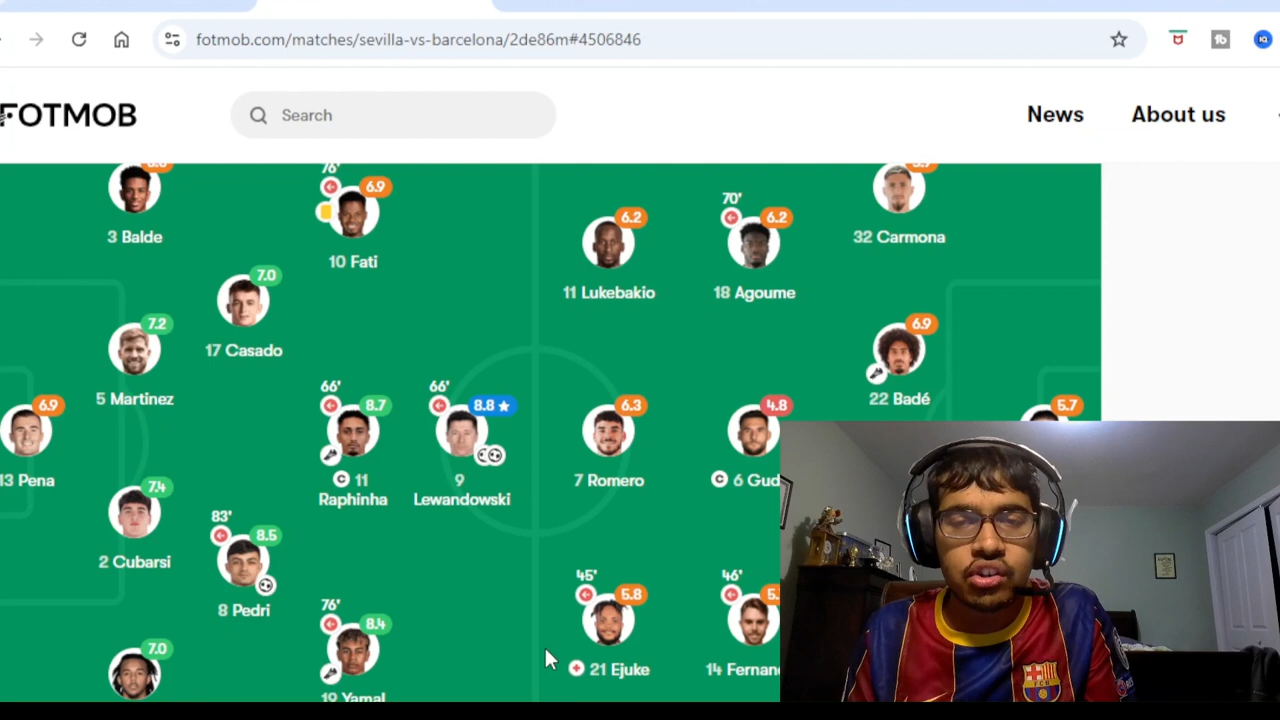 fotmob.com/matches/sevilla-vs-barcelona/2de86m#4506846
FOTMOB
Search
News
About us
3 Balde
76'
6.9
10 Fati
7.0
17 Casado
7.2
5 Martinez
6.9
13 Pena
66'
8.7
C 11
Raphinha
66'
8.8
9
Lewandowski
7.4
2 Cubarsi
83'
8.5
8 Pedri
76'
8.4
19 Yamal
7.0
6.2
11 Lukebakio
70'
6.2
18 Agoume
32 Carmona
6.9
22 Badé
6.3
7 Romero
4.8
C 6 Gud
5.7
45'
5.8
21 Ejuke
46'
5.
14 Fernan
FCB